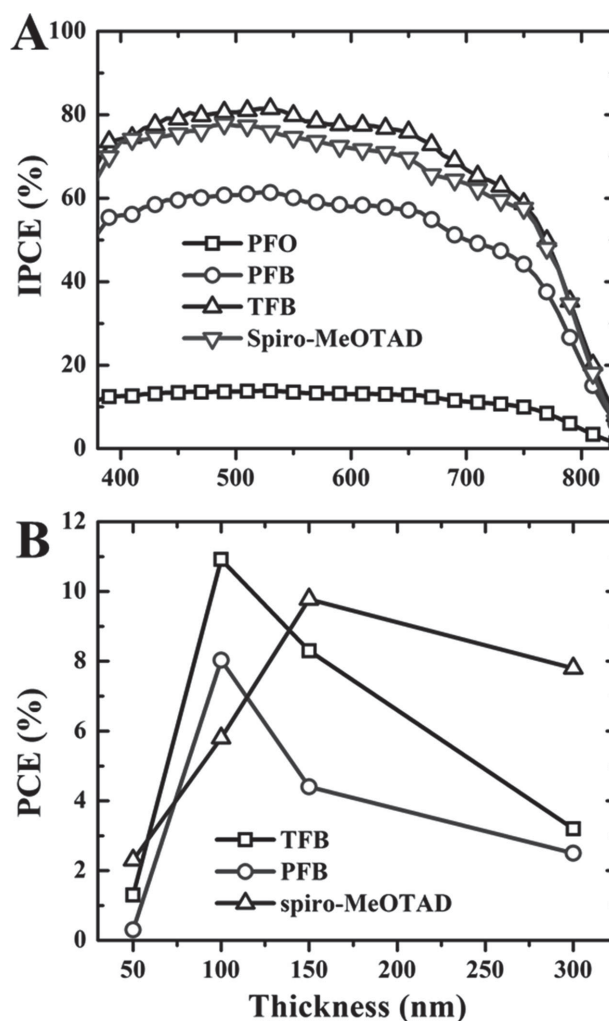 A
IPCE (%)
100
80
60
40
20
0
PFO
PFB
TFB
Spiro-MeOTAD
400 500 600 700 800
B
PCE (%)
12
10
8
6
4
2
0
TFB
PFB
spiro-MeOTAD
50 100 150 200 250 300
Thickness (nm)